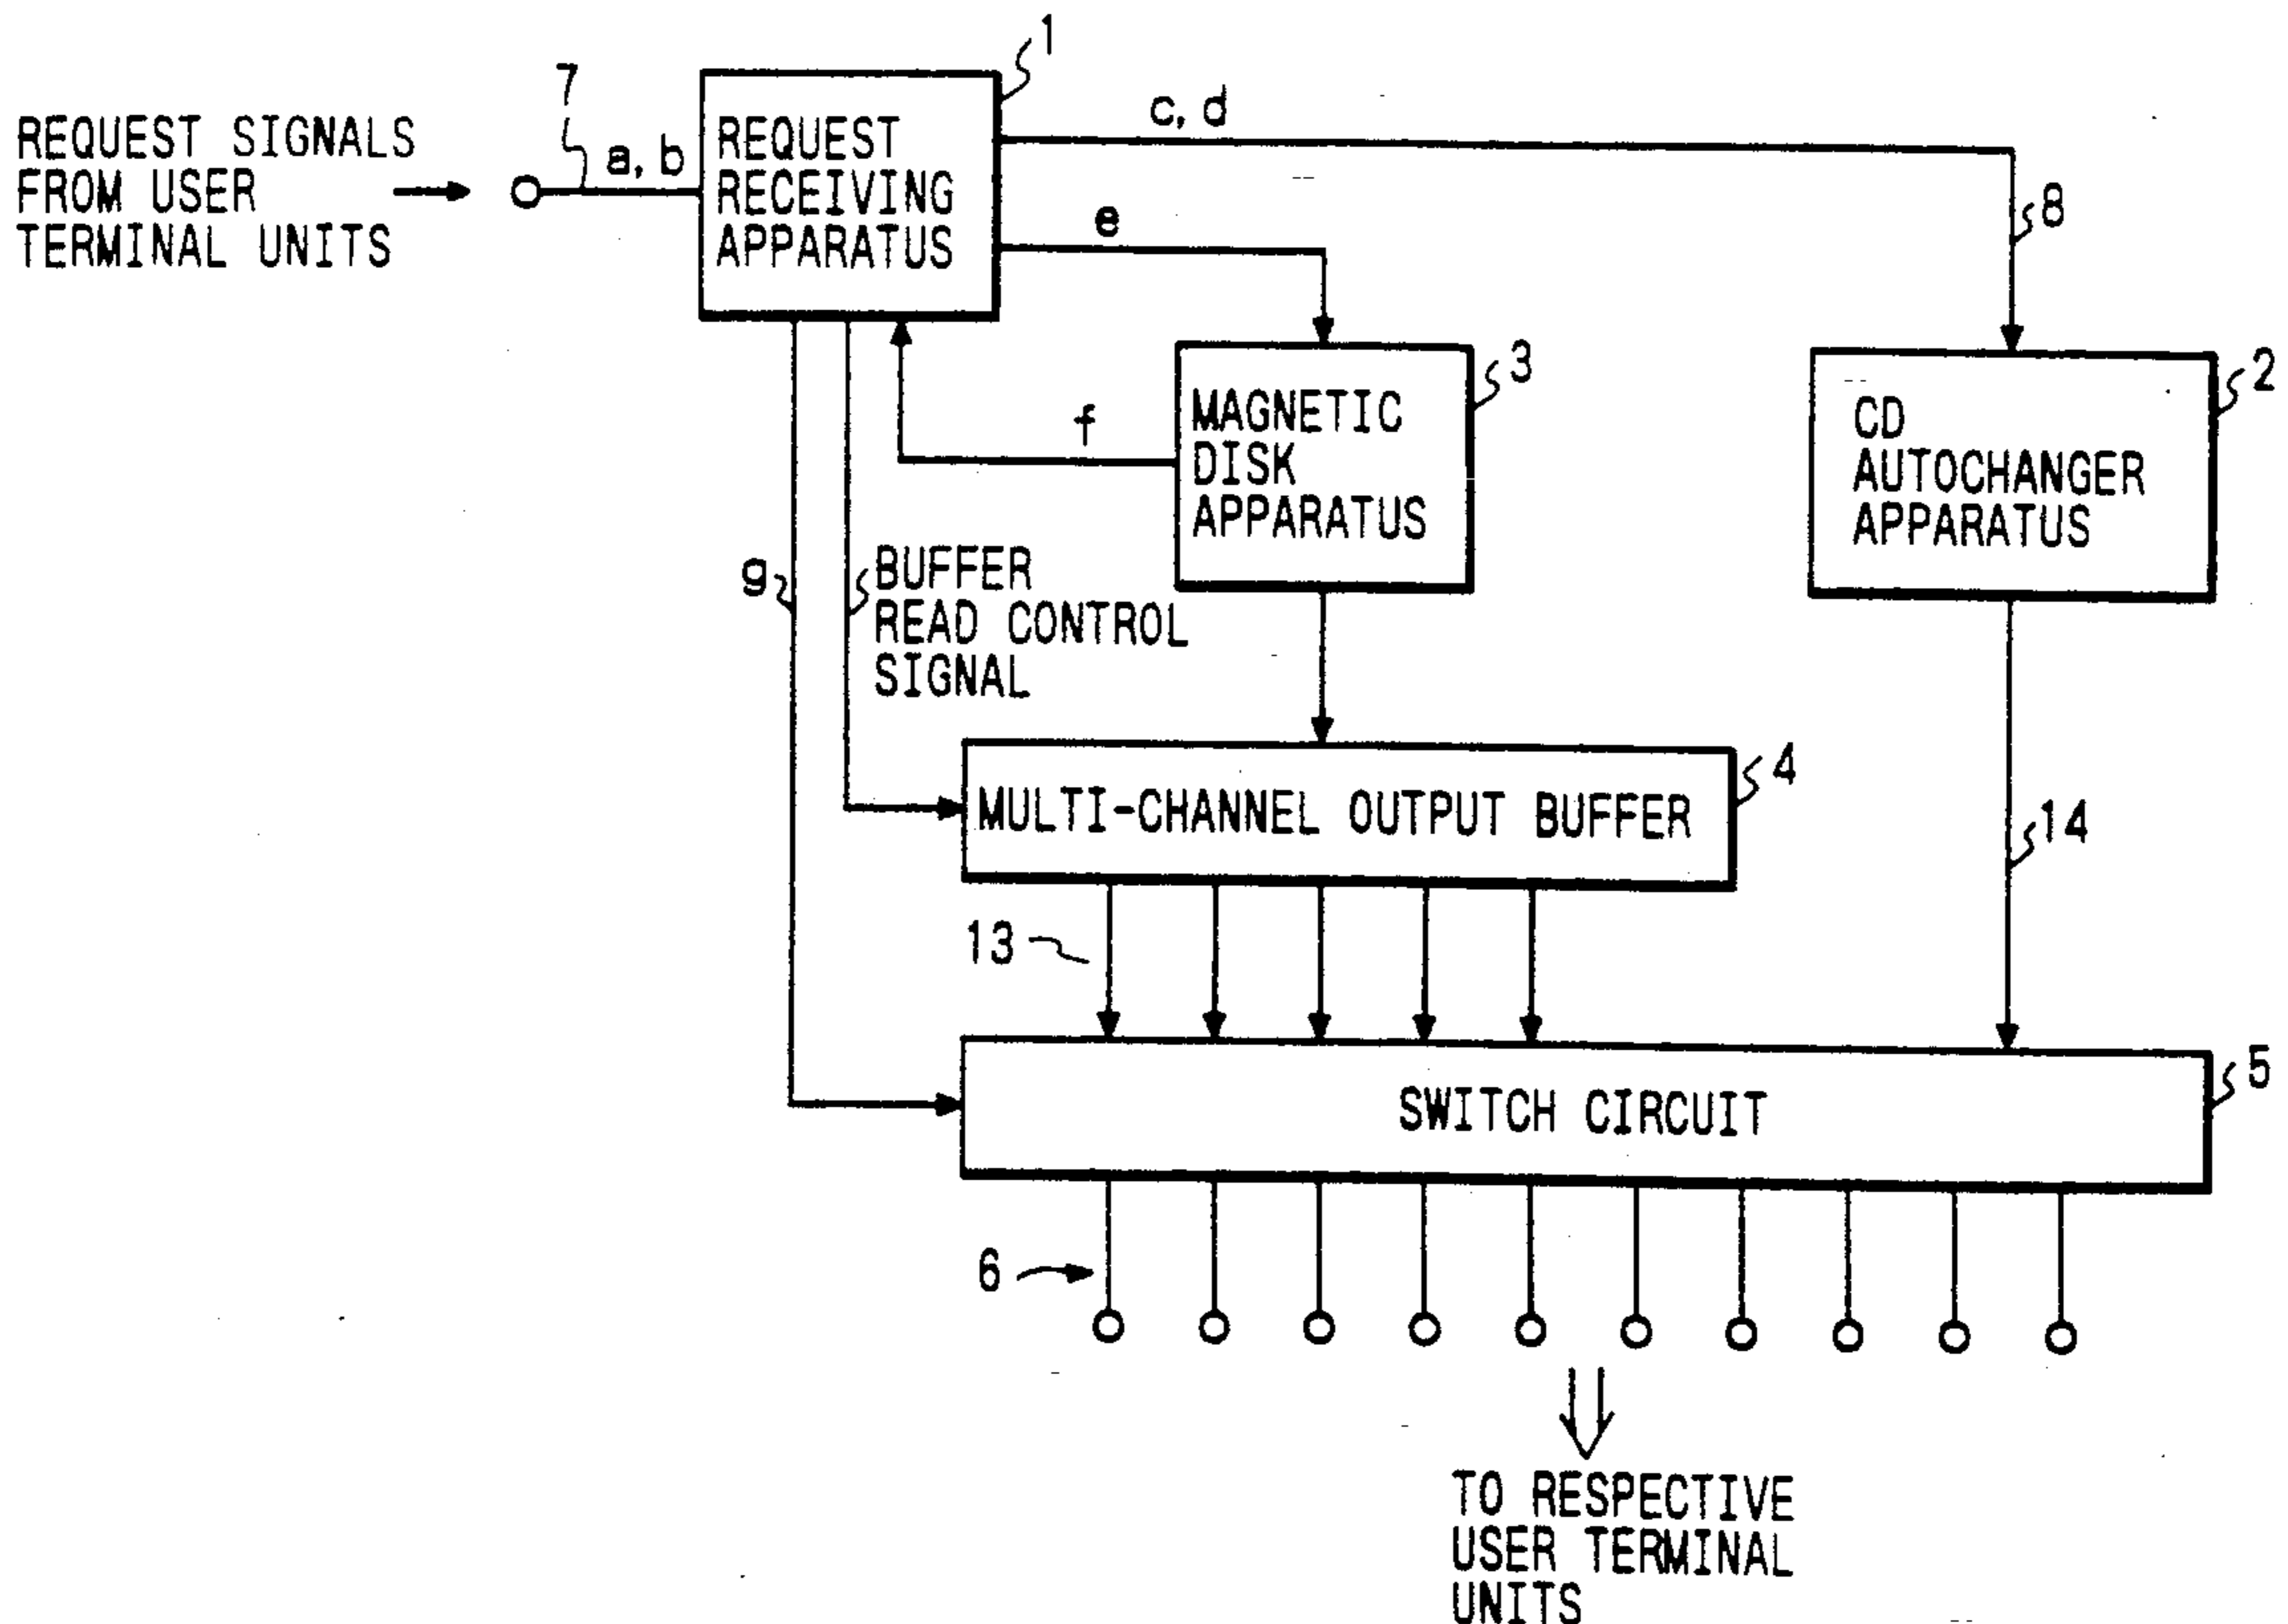 1
7
REQUEST SIGNALS
FROM USER
TERMINAL UNITS
a, b
REQUEST
RECEIVING
APPARATUS
c, d
8
e
3
2
MAGNETIC
DISK
APPARATUS
f
CD
AUTOCHANGER
APPARATUS
g
BUFFER
READ CONTROL
SIGNAL
4
MULTI-CHANNEL OUTPUT BUFFER
14
13
5
SWITCH CIRCUIT
6
TO RESPECTIVE
USER TERMINAL
UNITS